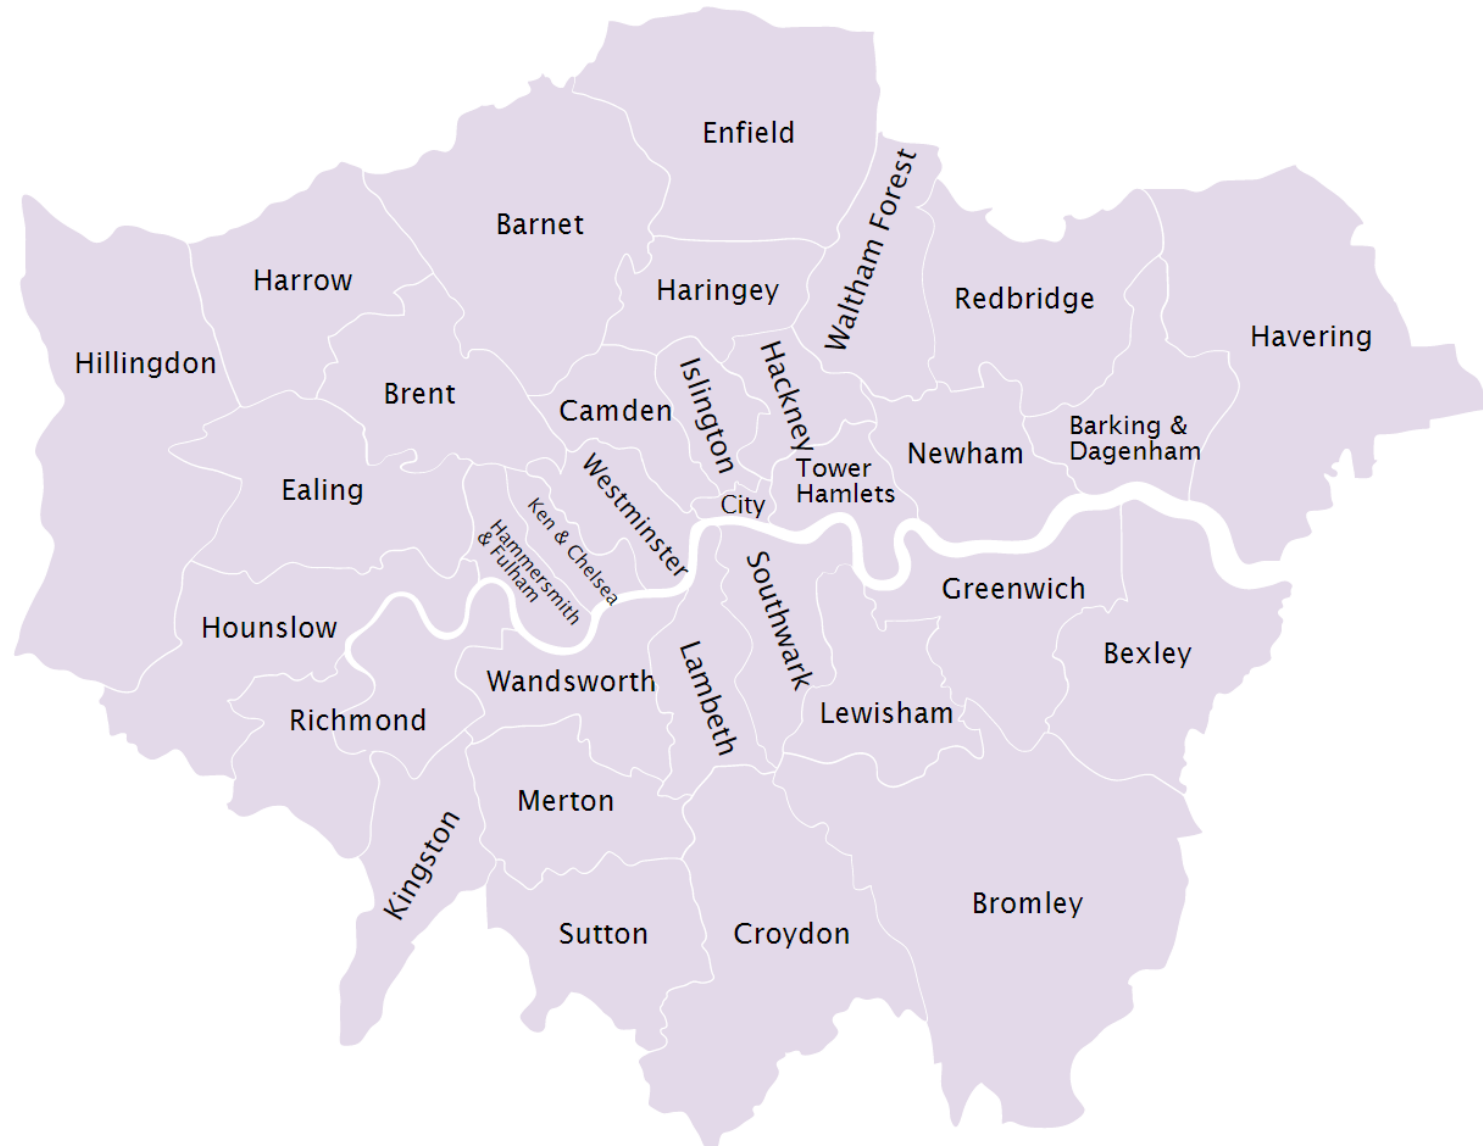 Enfield
Waltham Forest
Barnet
Harrow
Haringey
Redbridge
Havering
Hillingdon
Brent
Camden
Islington
Hackney
Barking &
Dagenham
Newham
Tower
Hamlets
Ealing
Westminster
City
Ken & Chelsea
Hammersmith
& Fulham
Southwark
Greenwich
Hounslow
Bexley
Wandsworth
Lambeth
Richmond
Lewisham
Merton
Kingston
Bromley
Sutton
Croydon